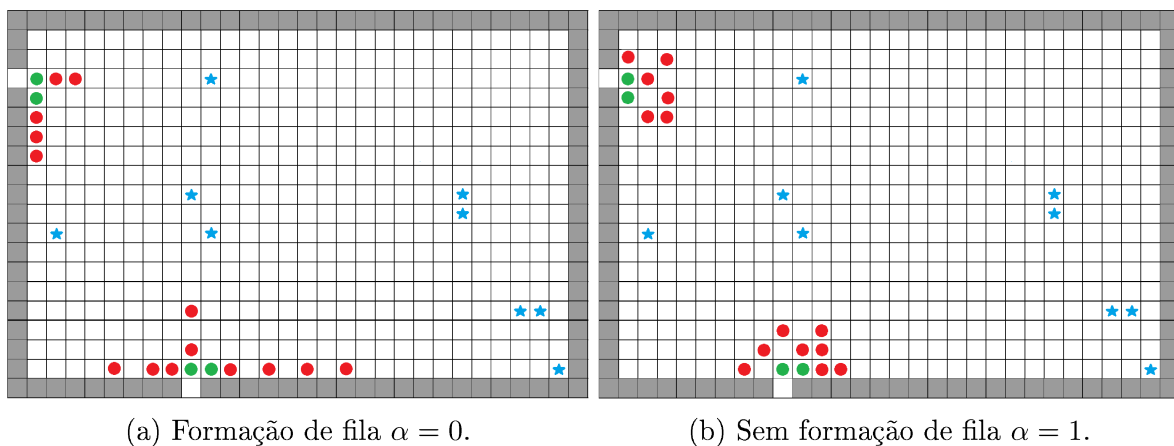 (a) Formação de fila α = 0.
(b) Sem formação de fila α = 1.